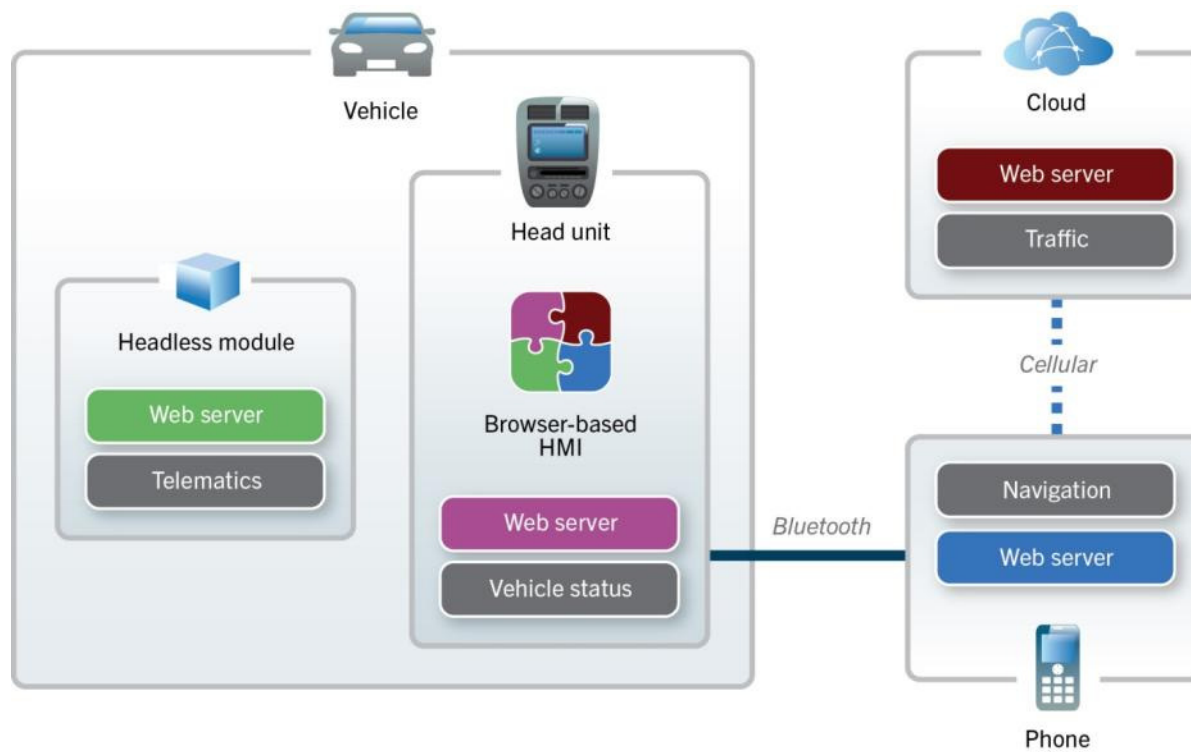 Vehicle
Head unit
Headless module
Web server
Telematics
Browser-based
HMI
Web server
Vehicle status
Bluetooth
Cloud
Web server
Traffic
Cellular
Navigation
Web server
Phone